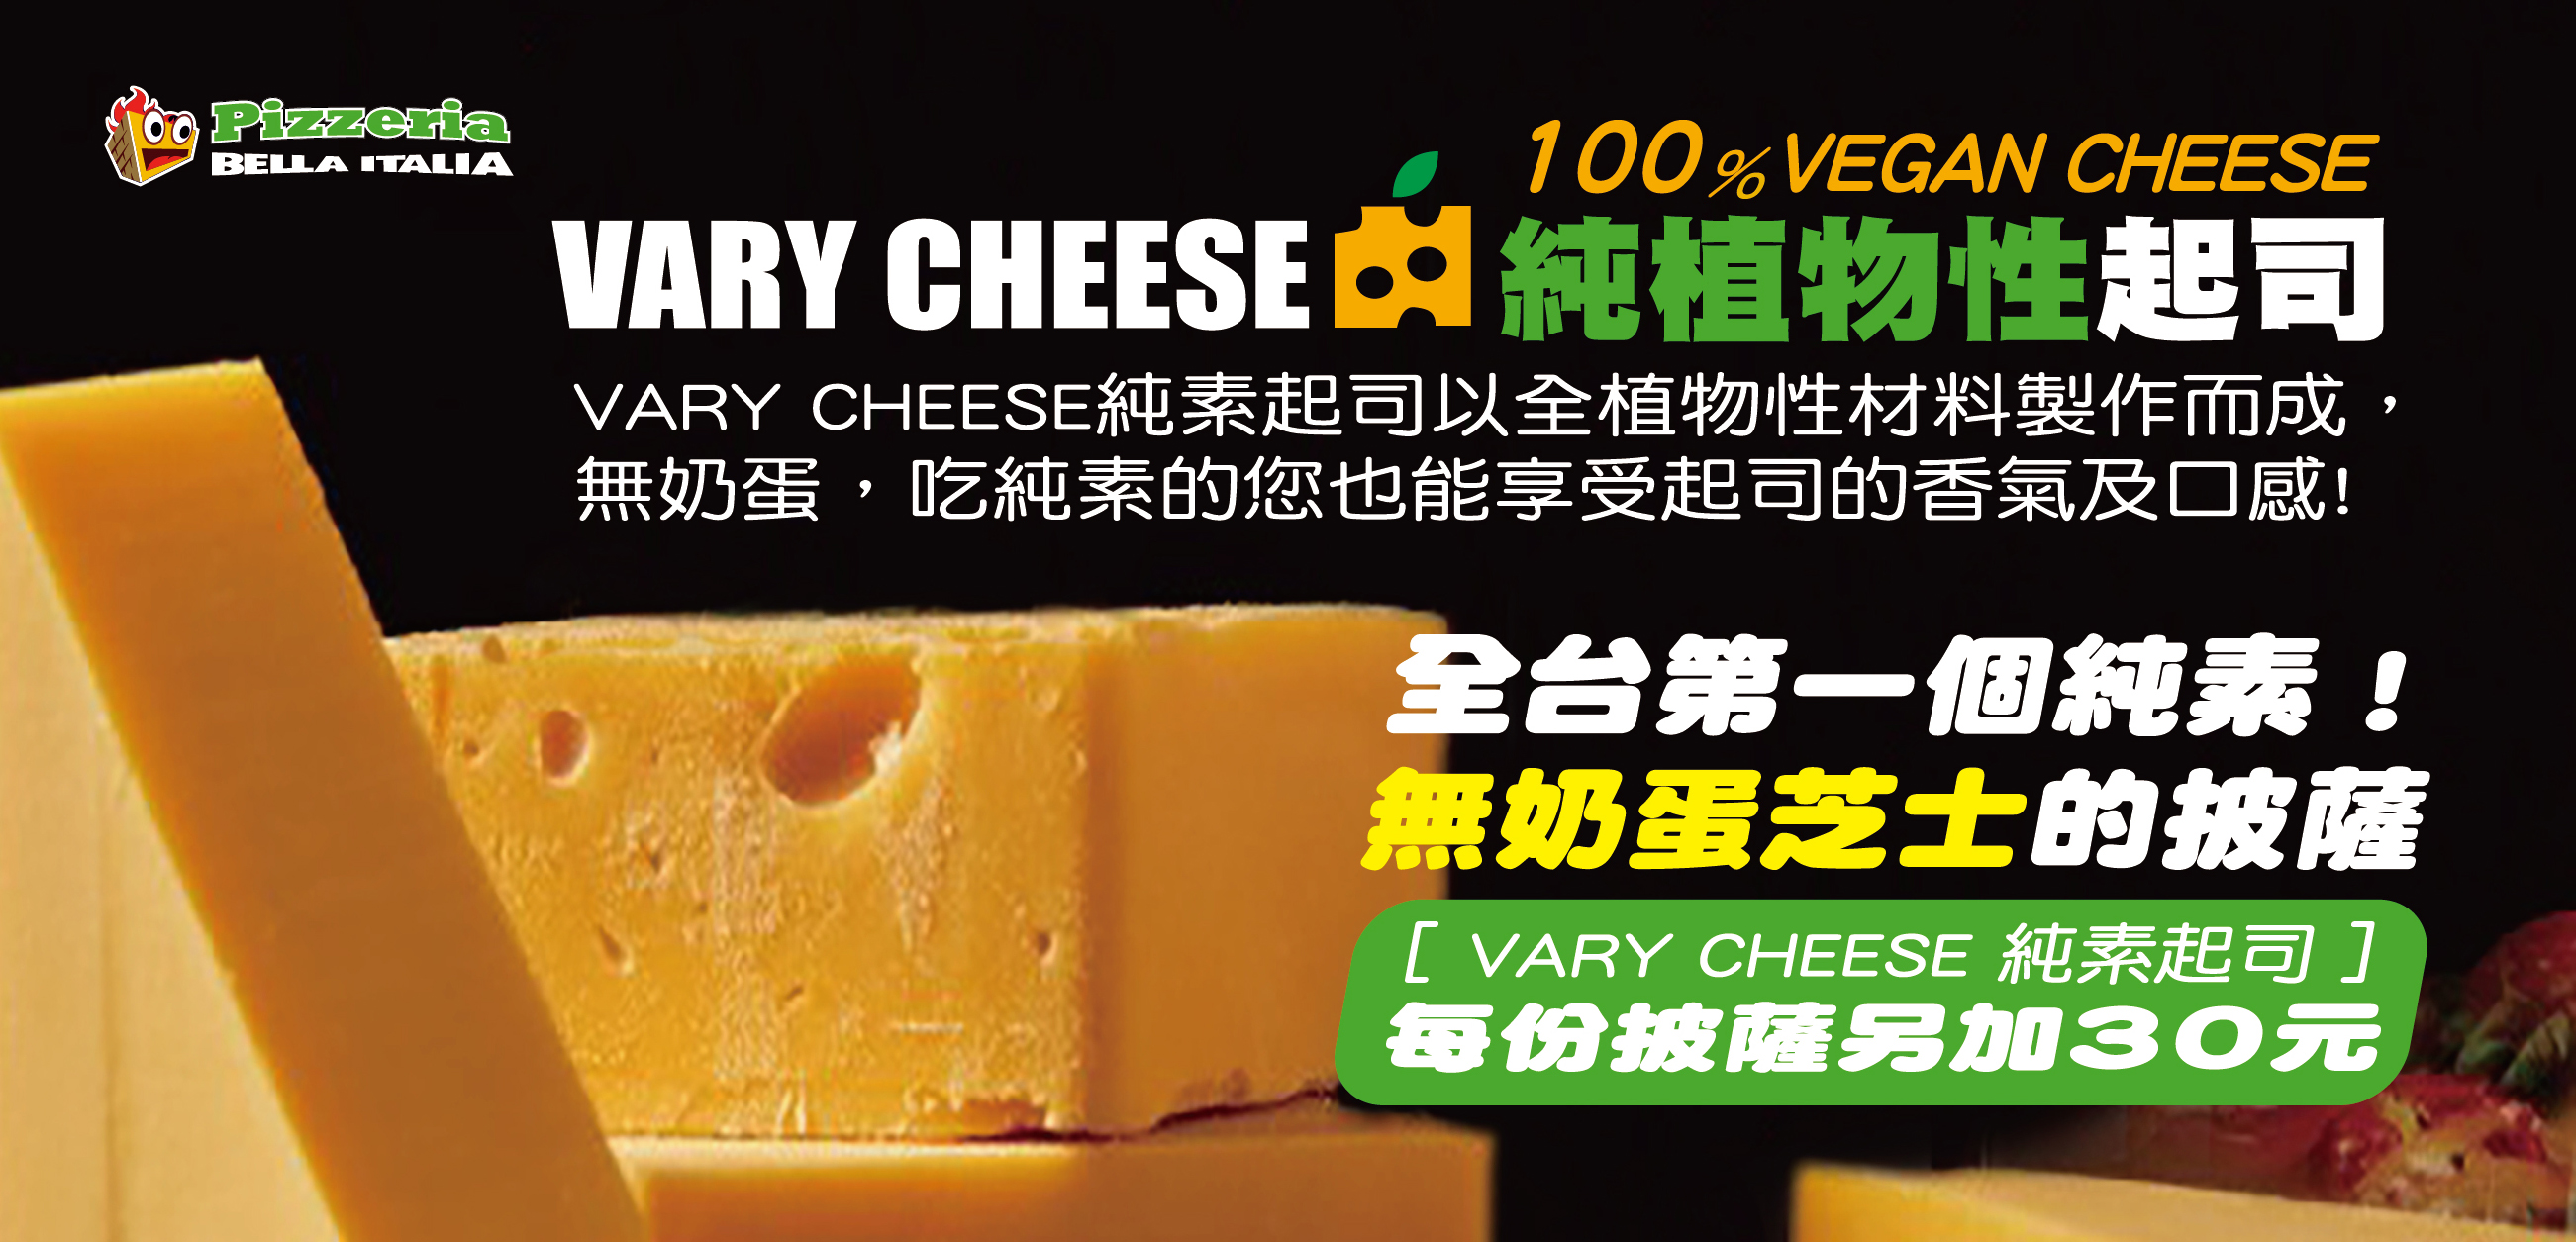 Pizzeria
BELLA ITALIA
100%VEGAN CHEESE
VARY CHEESE 純植物性起司
VARY CHEESE純素起司以全植物性材料製作而成，
無奶蛋，吃純素的您也能享受起司的香氣及口感!
全台第一個純素！
無奶蛋芝士的披薩
[ VARY CHEESE 純素起司 ]
每份披薩另加30元